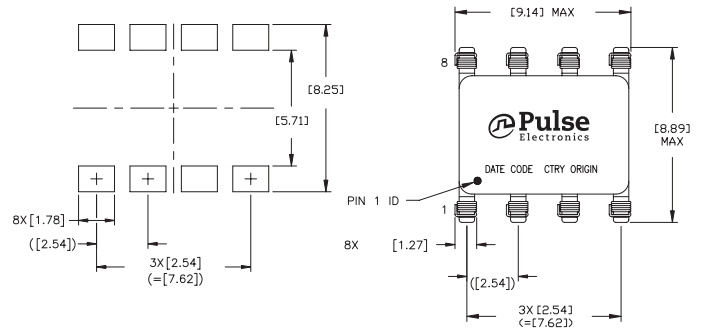 [8.25]
[5.71]
8X [1.78]
([2.54])
3X [2.54]
(=[7.62])
[9.14] MAX
8
Pulse
Electronics
DATE CODE CTRY ORIGIN
[8.89]
MAX
PIN 1 ID
1
8X [1.27]
([2.54])
3X [2.54]
(=[7.62])